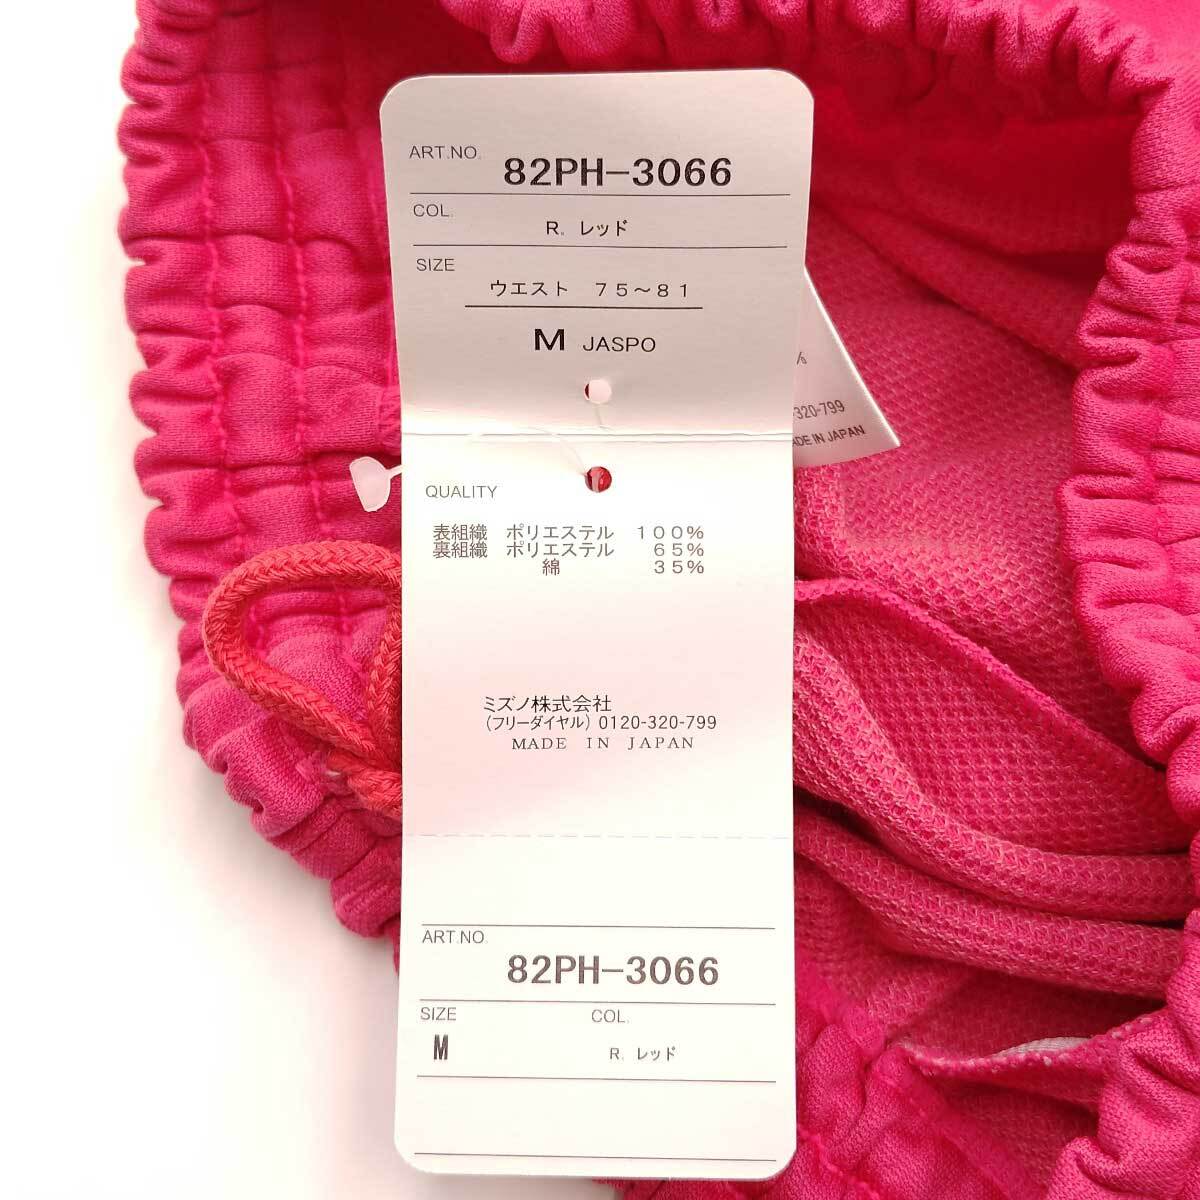 ART.NO. 82PH-3066
COL.
R. レッド
SIZE
ウエスト 75~81
M JASPO
QUALITY
表組織 ポリエステル 100%
裏組織 ポリエステル 65%
綿 35%
ミズノ株式会社
(フリーダイヤル) 0120-320-799
MADE IN JAPAN
ART.NO.
82PH-3066
SIZE COL.
M R. レッド
%
-320-799
ADE IN JAPAN